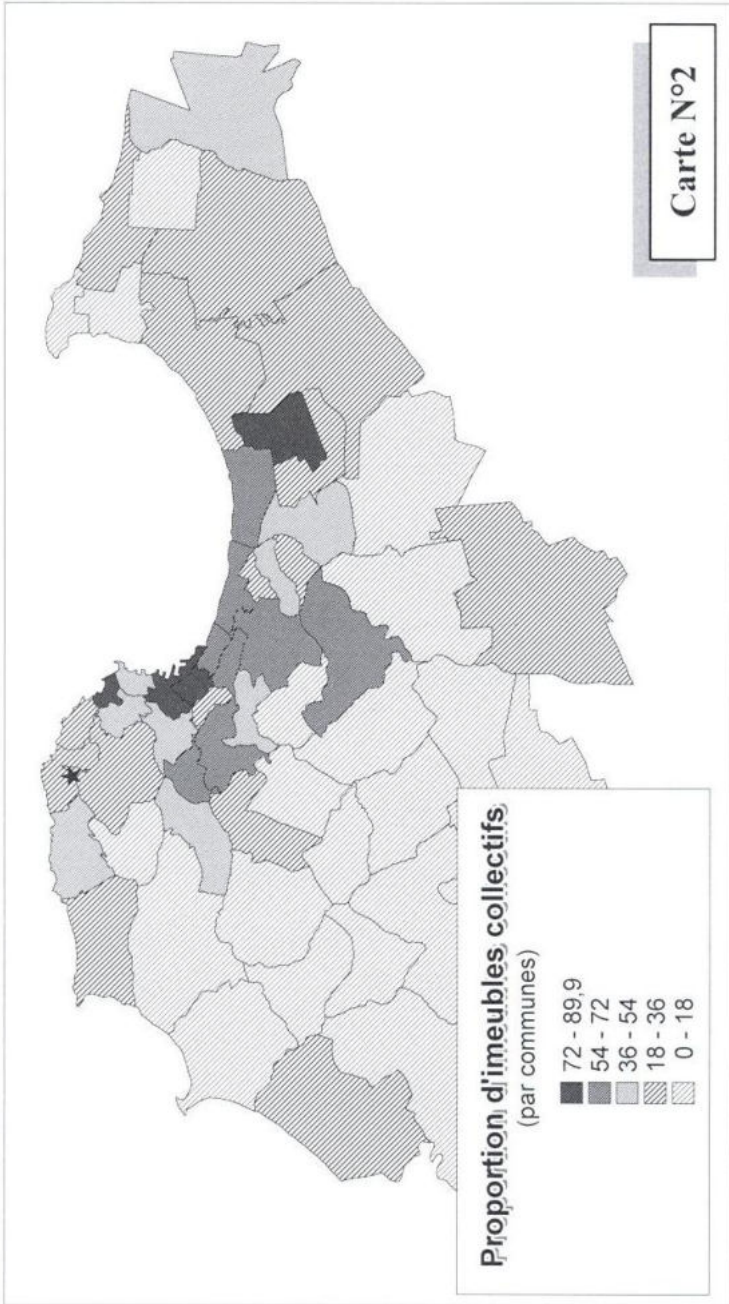 Carte N°2
Proportion d'imeubles collectifs
(par communes)
72 - 89,9
54 - 72
36 - 54
18 - 36
0 - 18